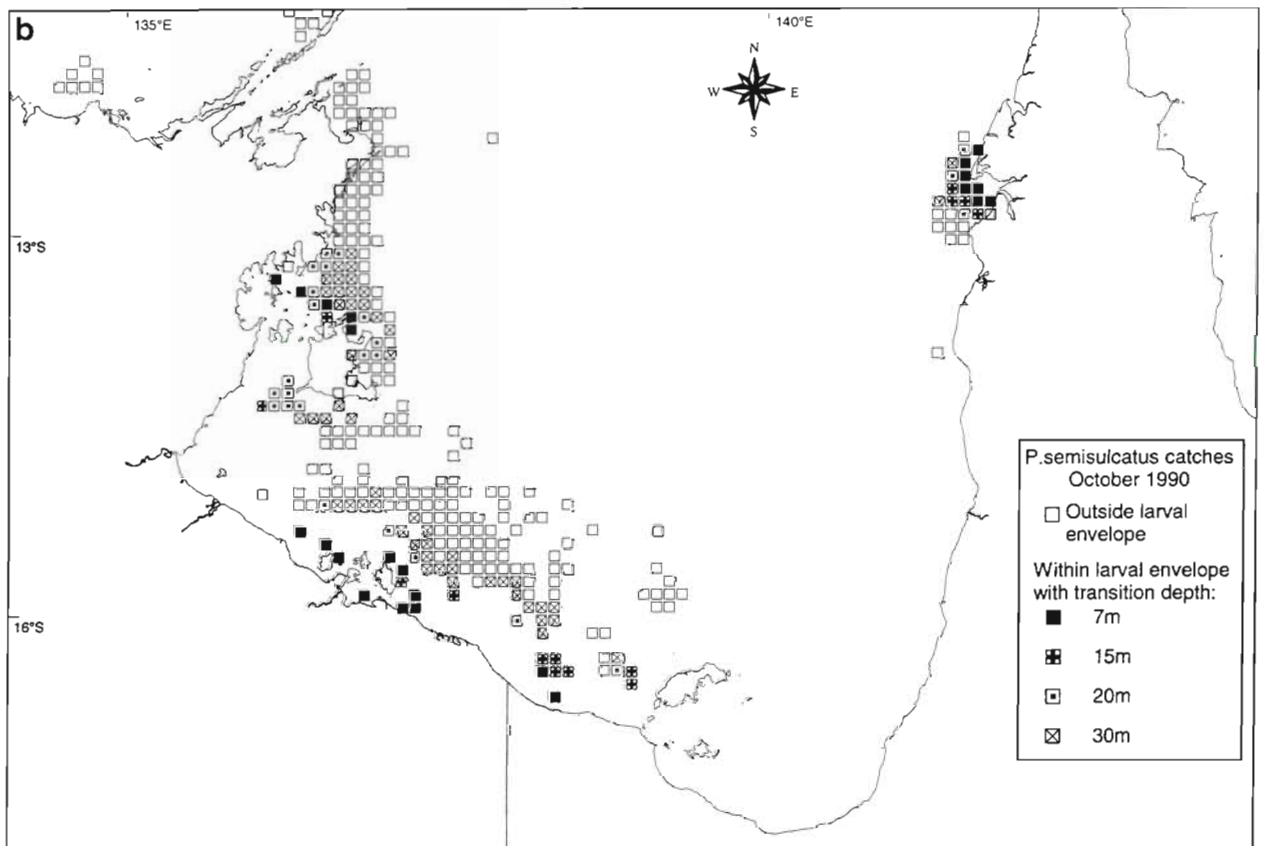 b
135°E
140°E
N
W E
S
13°S
16°S
P.semisulcatus catches
October 1990
Outside larval
envelope
Within larval envelope
with transition depth:
7m
15m
20m
30m